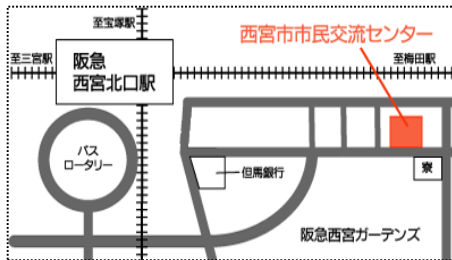 至宝塚駅
西宮市市民交流センター
至三宮駅
阪急
西宮北口駅
至梅田駅
バス
ロータリー
但馬銀行
寮
阪急西宮ガーデンズ